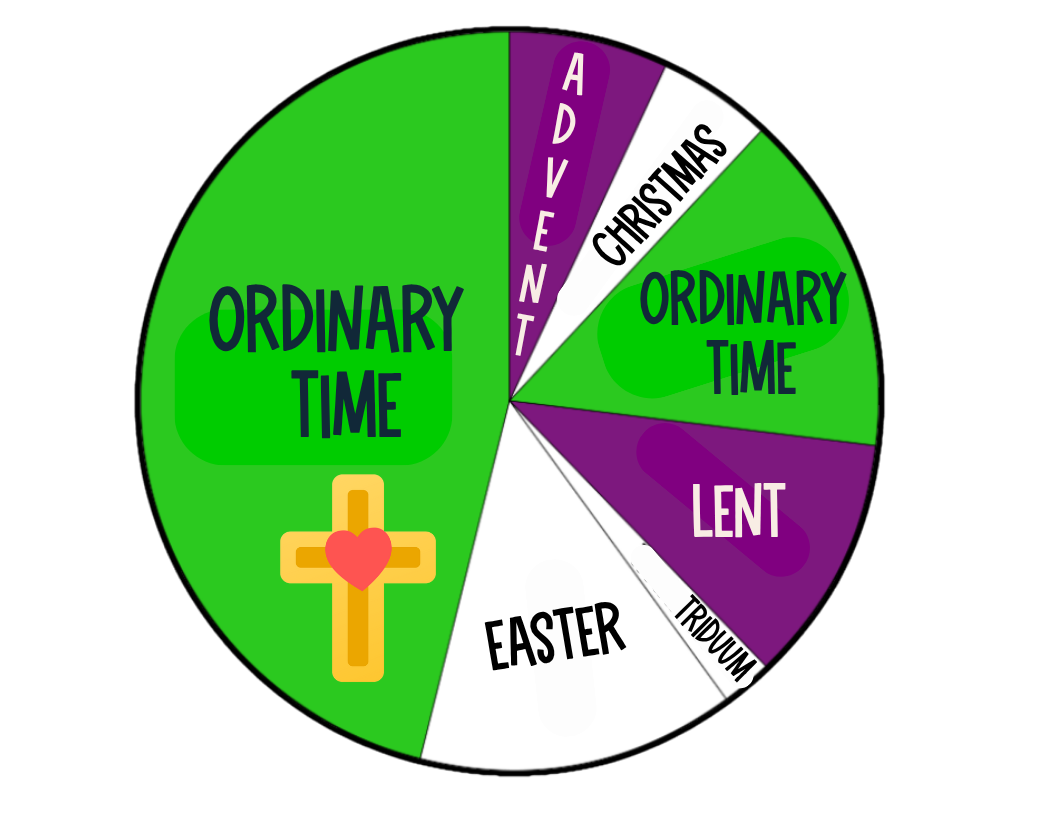 ADVENT
CHRISTMAS
ORDINARY
TIME
LENT
TRIDUUM
EASTER
ORDINARY
TIME